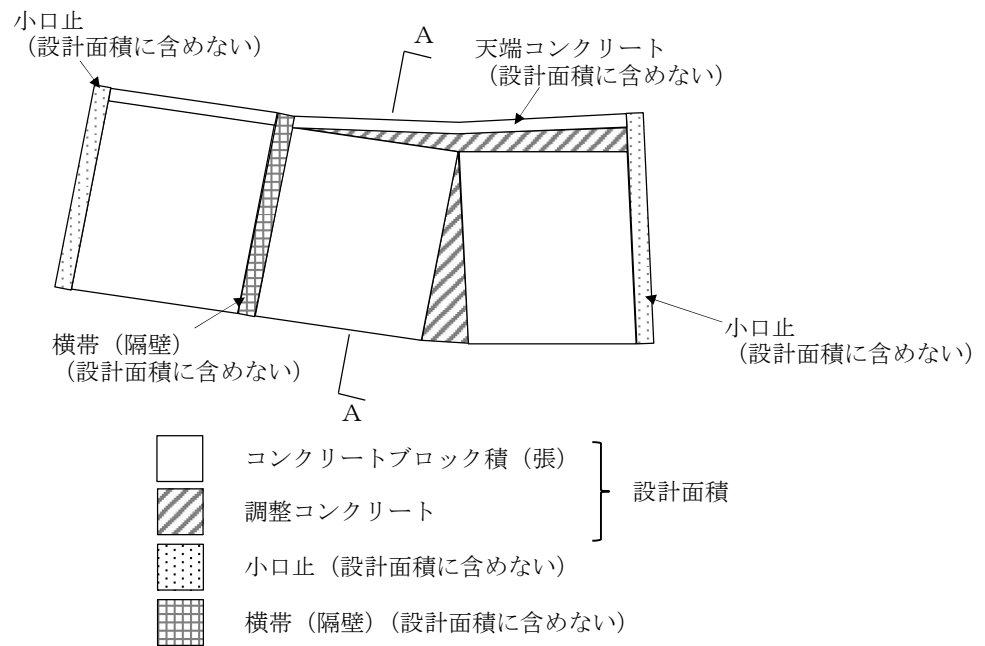 小口止
（設計面積に含めない）
A
天端コンクリート
（設計面積に含めない）
小口止
（設計面積に含めない）
横帯（隔壁）
（設計面積に含めない）
A
コンクリートブロック積（張）
調整コンクリート
設計面積
小口止（設計面積に含めない）
横帯（隔壁）（設計面積に含めない）